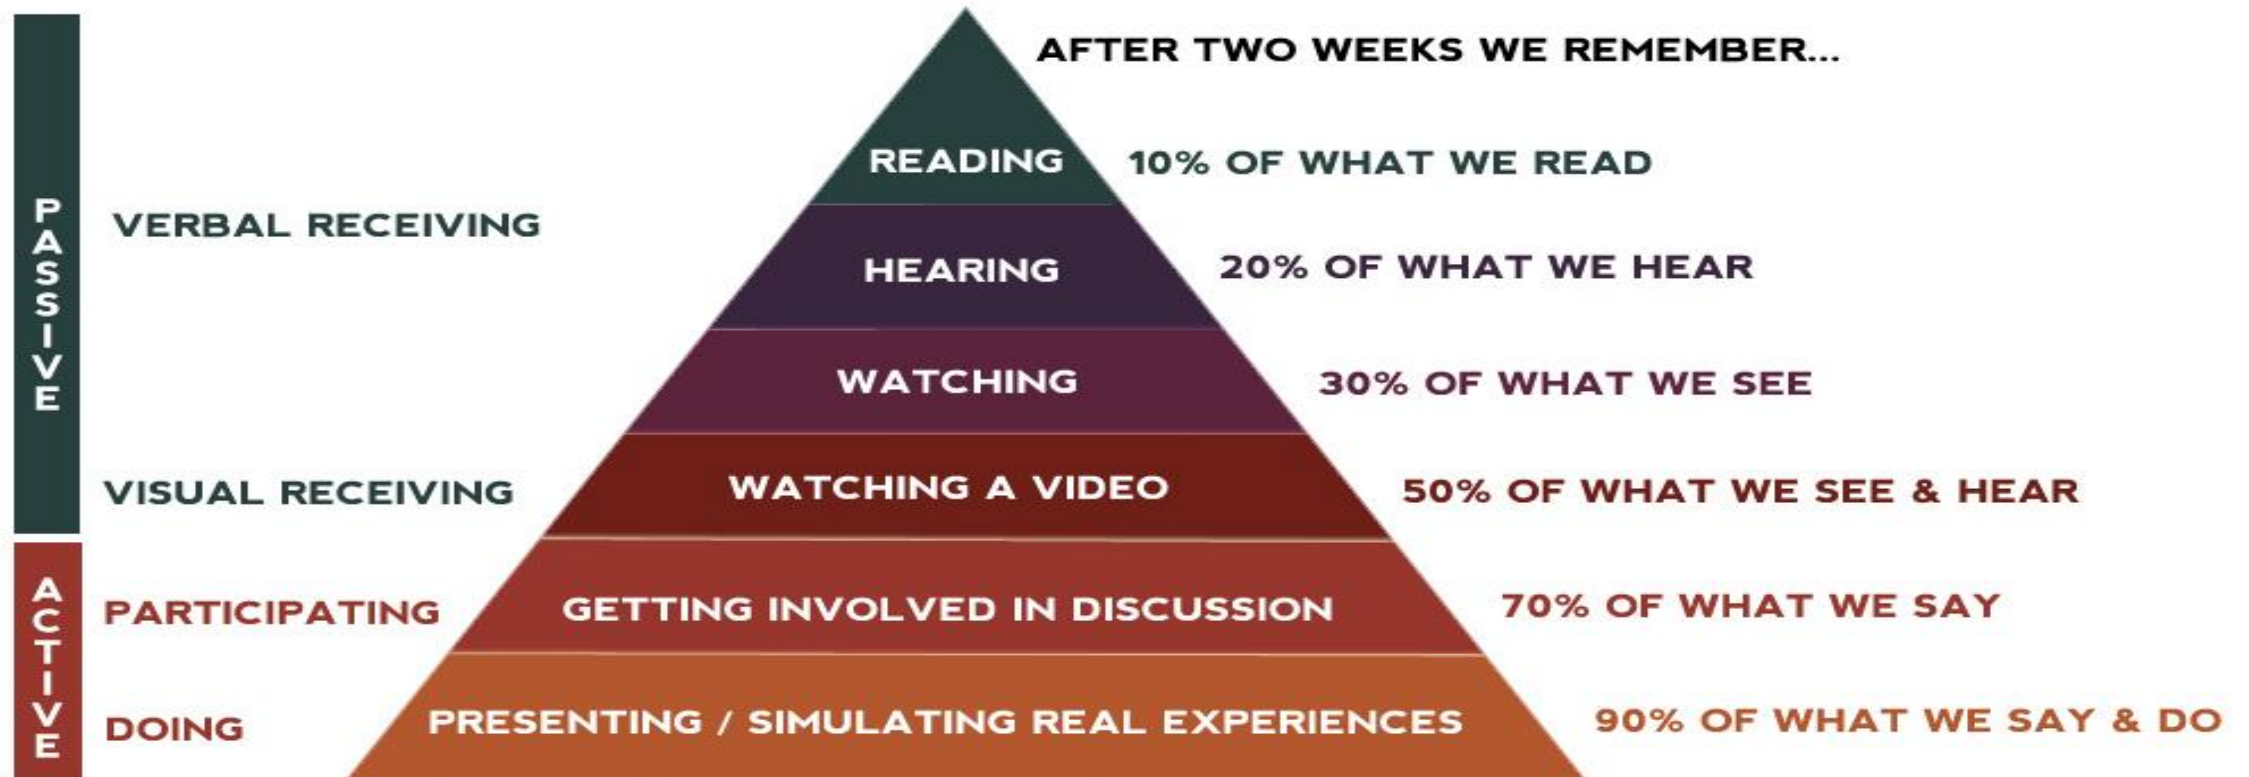 AFTER TWO WEEKS WE REMEMBER...
PASSIVE
READING
10% OF WHAT WE READ
VERBAL RECEIVING
HEARING
20% OF WHAT WE HEAR
WATCHING
30% OF WHAT WE SEE
VISUAL RECEIVING
WATCHING A VIDEO
50% OF WHAT WE SEE & HEAR
ACTIVE
PARTICIPATING
GETTING INVOLVED IN DISCUSSION
70% OF WHAT WE SAY
DOING
PRESENTING / SIMULATING REAL EXPERIENCES
90% OF WHAT WE SAY & DO